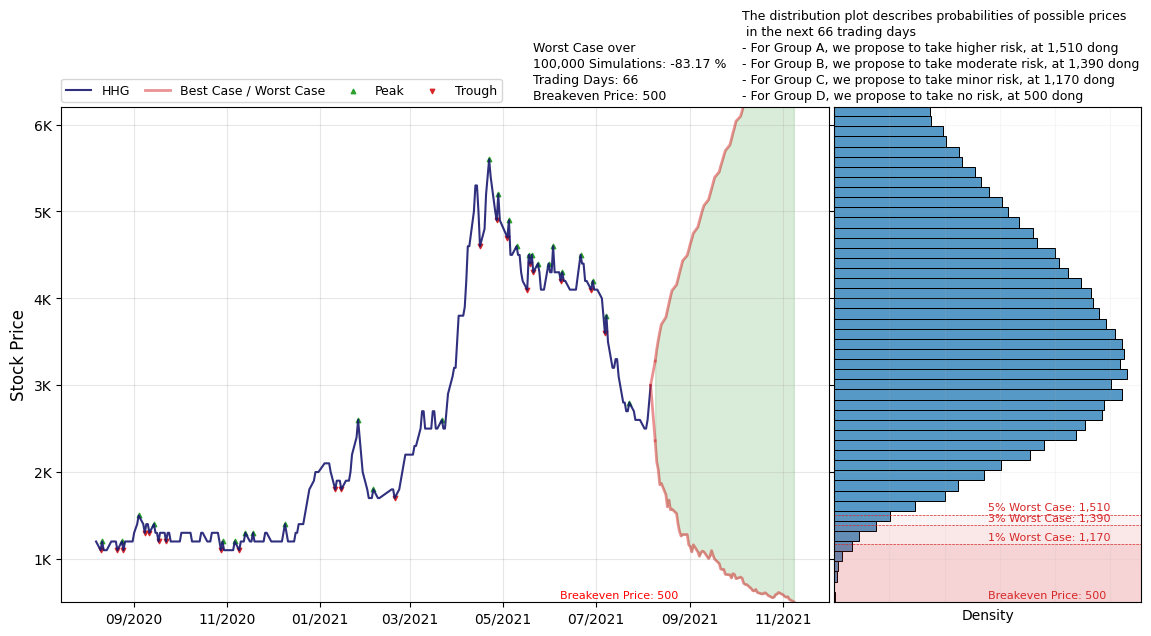 The distribution plot describes probabilities of possible prices
in the next 66 trading days
- For Group A, we propose to take higher risk, at 1,510 dong
- For Group B, we propose to take moderate risk, at 1,390 dong
- For Group C, we propose to take minor risk, at 1,170 dong
- For Group D, we propose to take no risk, at 500 dong
Worst Case over
100,000 Simulations: -83.17 %
Trading Days: 66
Breakeven Price: 500
HHG
Best Case / Worst Case
Peak
Trough
Stock Price
6K
5K
4K
3K
2K
1K
Breakeven Price: 500
09/2020
11/2020
01/2021
03/2021
05/2021
07/2021
09/2021
11/2021
5% Worst Case: 1,510
3% Worst Case: 1,390
1% Worst Case: 1,170
Breakeven Price: 500
Density